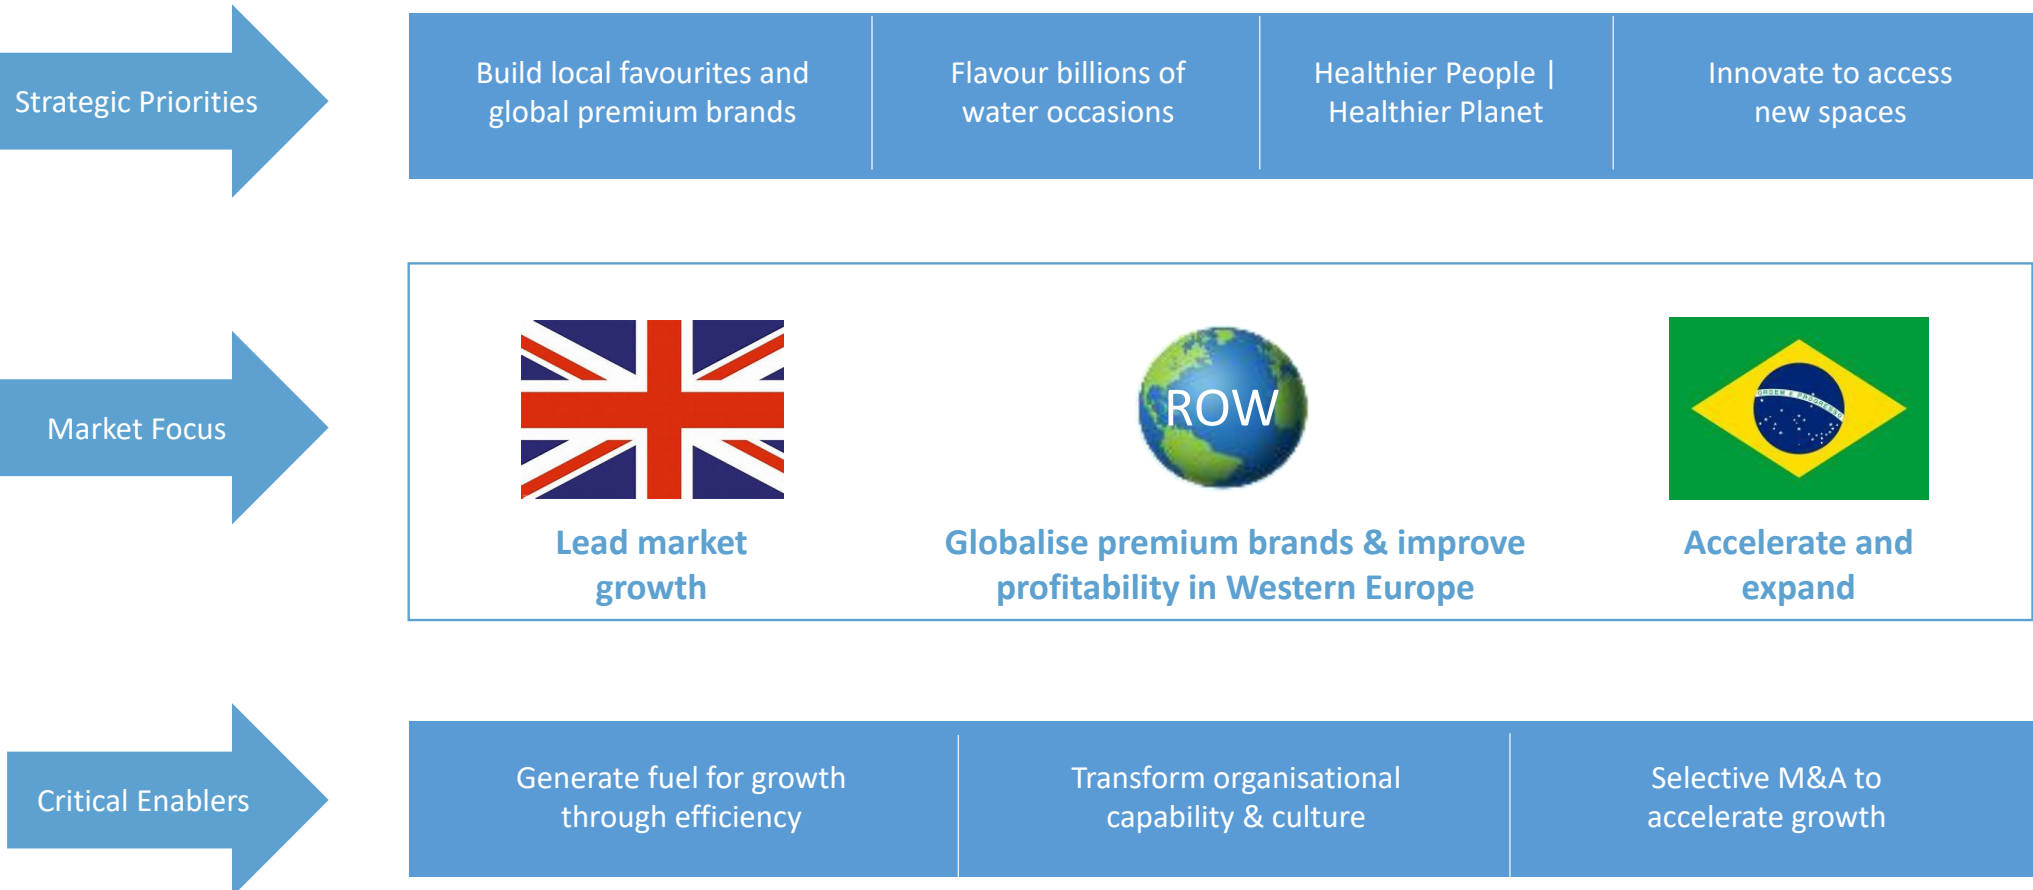 Strategic Priorities
Build local favourites and
global premium brands
Flavour billions of
water occasions
Healthier People |
Healthier Planet
Innovate to access
new spaces
Market Focus
ROW
ORDEM E PROGRESSO
Lead market
growth
Globalise premium brands & improve
profitability in Western Europe
Accelerate and
expand
Critical Enablers
Generate fuel for growth
through efficiency
Transform organisational
capability & culture
Selective M&A to
accelerate growth